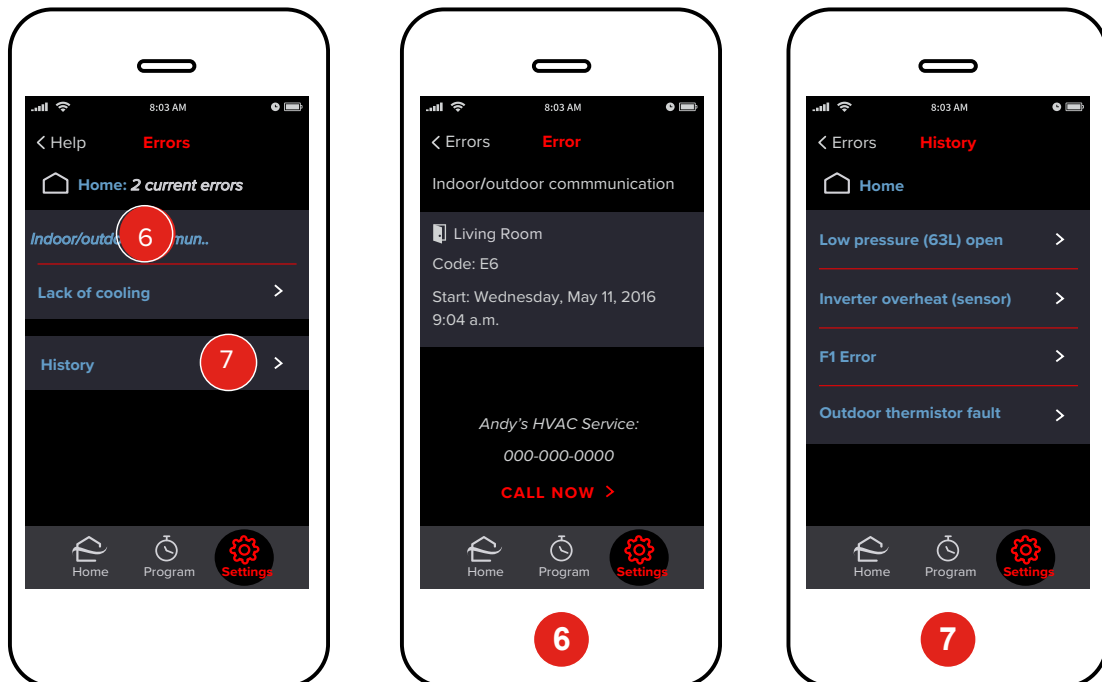 8:03 AM
Help
Errors
Home: 2 current errors
Indoor/outdo 6 mun..
Lack of cooling
History
7
Home
Program
Settings
8:03 AM
Errors
Error
Indoor/outdoor commmunication
Living Room
Code: E6
Start: Wednesday, May 11, 2016
9:04 a.m.
Andy's HVAC Service:
000-000-0000
CALL NOW
Home
Program
Settings
6
8:03 AM
Errors
History
Home
Low pressure (63L) open
Inverter overheat (sensor)
F1 Error
Outdoor thermistor fault
Home
Program
Settings
7